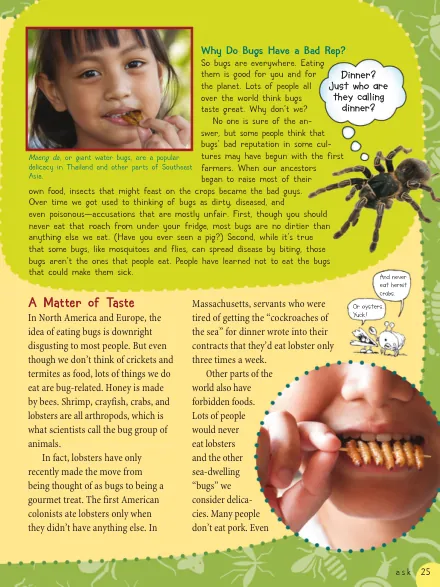 Why Do Bugs Have a Bad Rep?
So bugs are everywhere. Eating
them is good for you and for
the planet. Lots of people all
over the world think bugs
taste great. Why don't we?
No one is sure of the an-
swer, but some people think that
bugs' bad reputation in some cul-
tures may have begun with the first
farmers. When our ancestors
began to raise most of their
own food, insects that might feast on the crops became the bad guys.
Over time we got used to thinking of bugs as dirty, diseased, and
even poisonous—accusations that are mostly unfair. First, though you should
never eat that roach from under your fridge, most bugs are no dirtier than
anything else we eat. (Have you ever seen a pig?) Second, while it's true
that some bugs, like mosquitoes and flies, can spread disease by biting, those
bugs aren't the ones that people eat. People have learned not to eat the bugs
that could make them sick.
Dinner?
Just who are
they calling
dinner?
Maeng da, or giant water bugs, are a popular
delicacy in Thailand and other parts of Southeast
Asia.
A Matter of Taste
In North America and Europe, the
idea of eating bugs is downright
disgusting to most people. But even
though we don't think of crickets and
termites as food, lots of things we do
eat are bug-related. Honey is made
by bees. Shrimp, crayfish, crabs, and
lobsters are all arthropods, which is
what scientists call the bug group of
animals.
In fact, lobsters have only
recently made the move from
being thought of as bugs to being a
gourmet treat. The first American
colonists ate lobsters only when
they didn't have anything else. In
Massachusetts, servants who were
tired of getting the "cockroaches of
the sea" for dinner wrote into their
contracts that they'd eat lobster only
three times a week.
Other parts of the
world also have
forbidden foods.
Lots of people
would never
eat lobsters
and the other
sea-dwelling
"bugs" we
consider delica-
cies. Many people
don't eat pork. Even
And never
eat hermit
crabs.
Or oysters.
Yuck!
ask 25